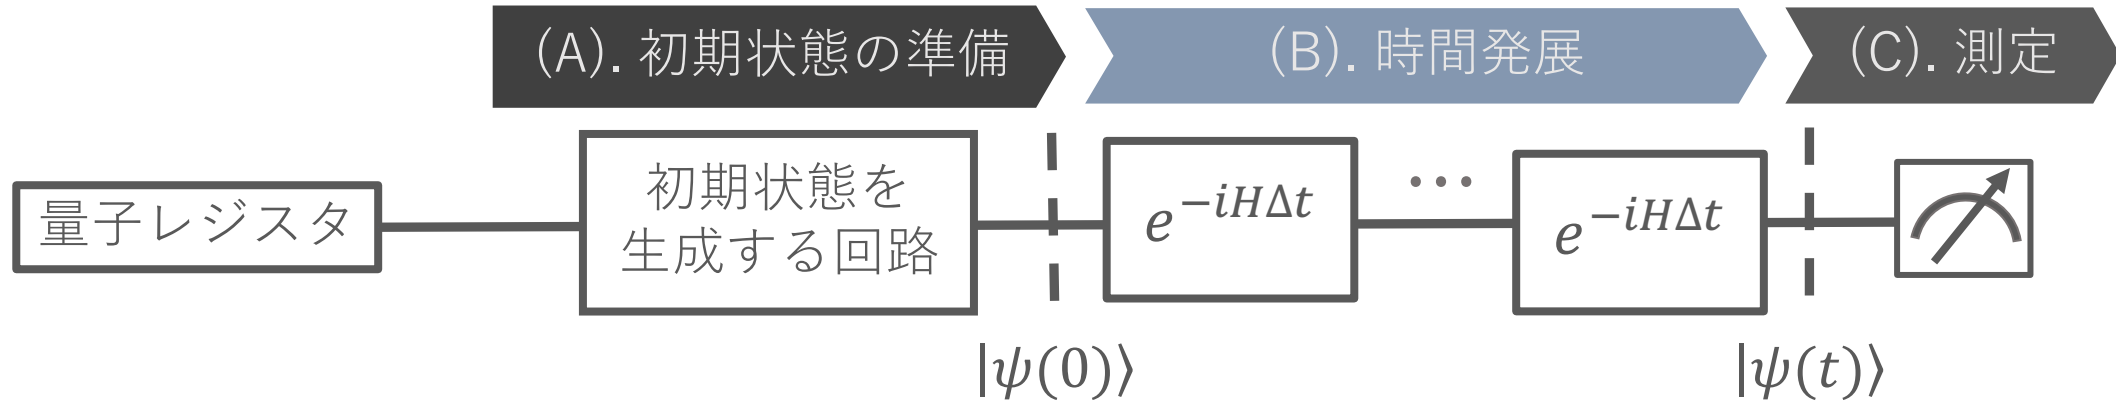 (A). 初期状態の準備
(B). 時間発展
(C). 測定
量子レジスタ
初期状態を
生成する回路
e^{-iHΔt}
...
e^{-iHΔt}
|ψ(0)⟩
|ψ(t)⟩